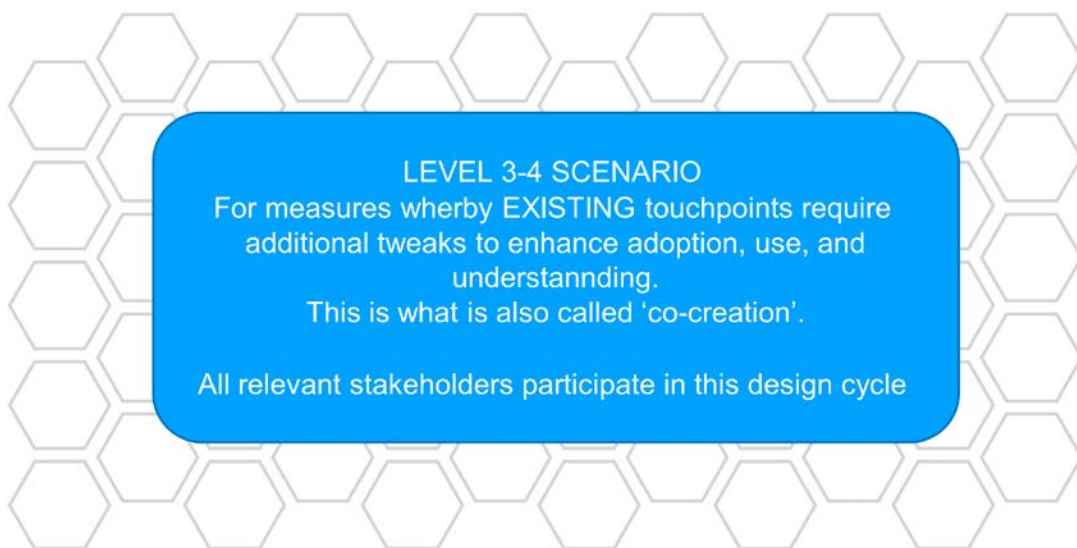 LEVEL 3-4 SCENARIO
For measures wherby EXISTING touchpoints require
additional tweaks to enhance adoption, use, and
understannding.
This is what is also called ‘co-creation’.
All relevant stakeholders participate in this design cycle